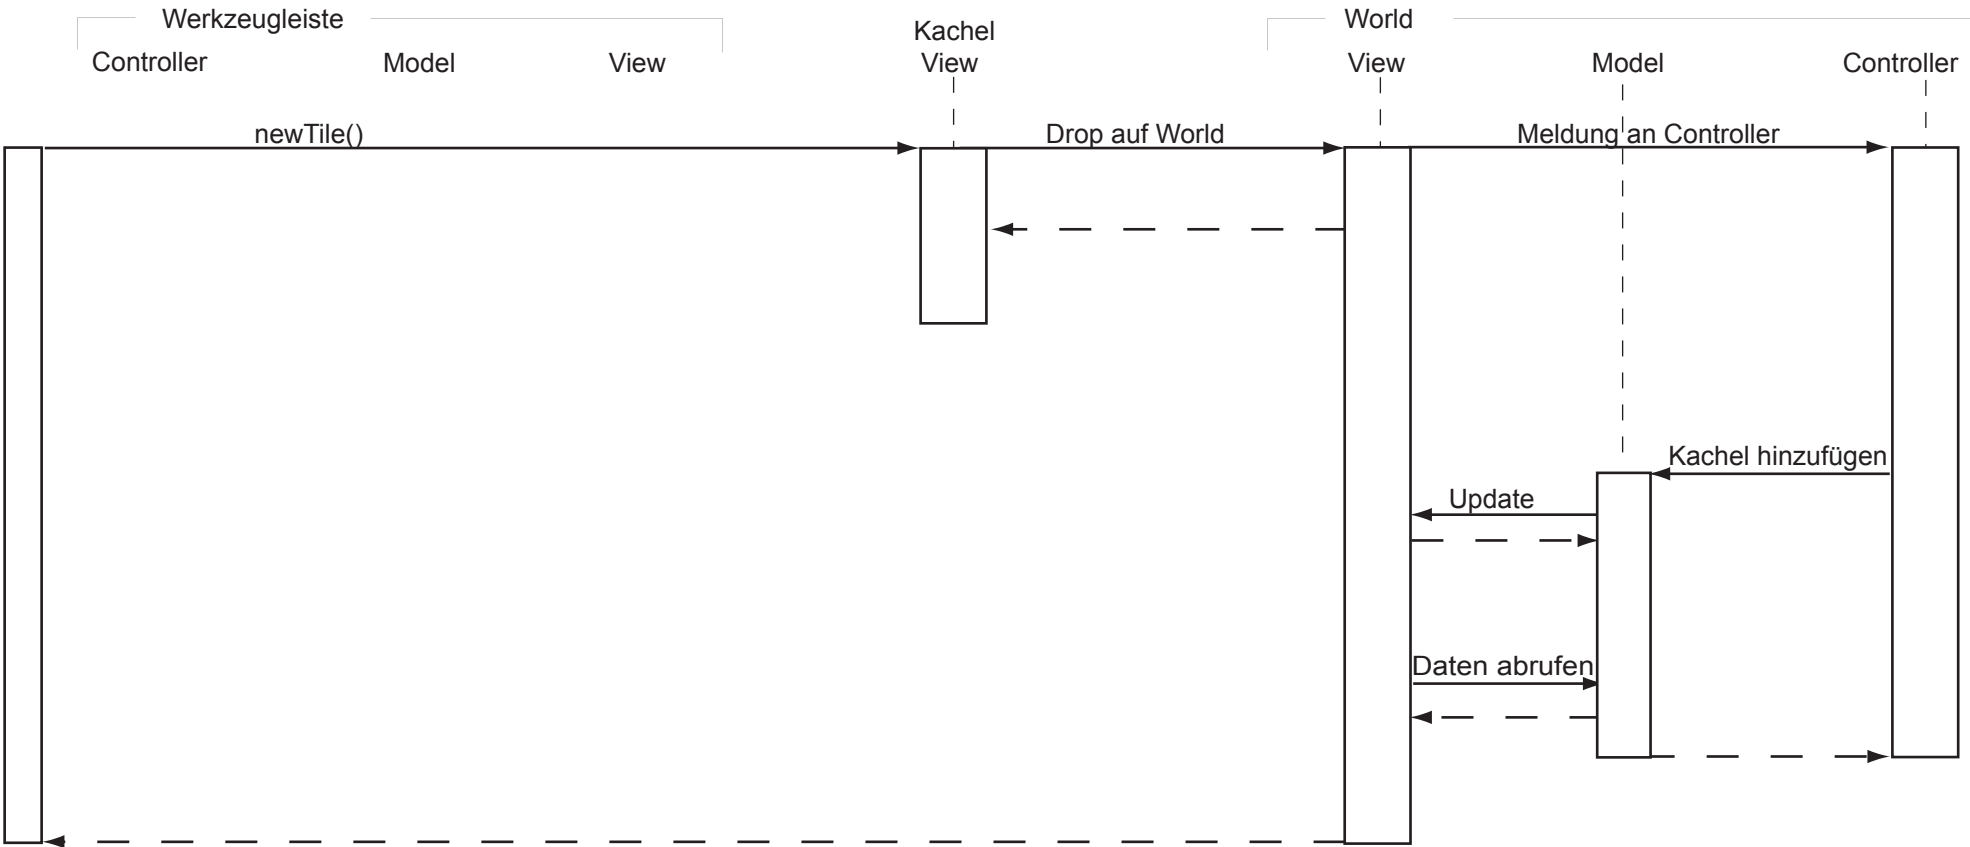 Werkzeugleiste
World
Kachel
Controller
Model
View
View
View
Model
Controller
newTile()
Drop auf World
Meldung an Controller
Kachel hinzufügen
Update
Daten abrufen